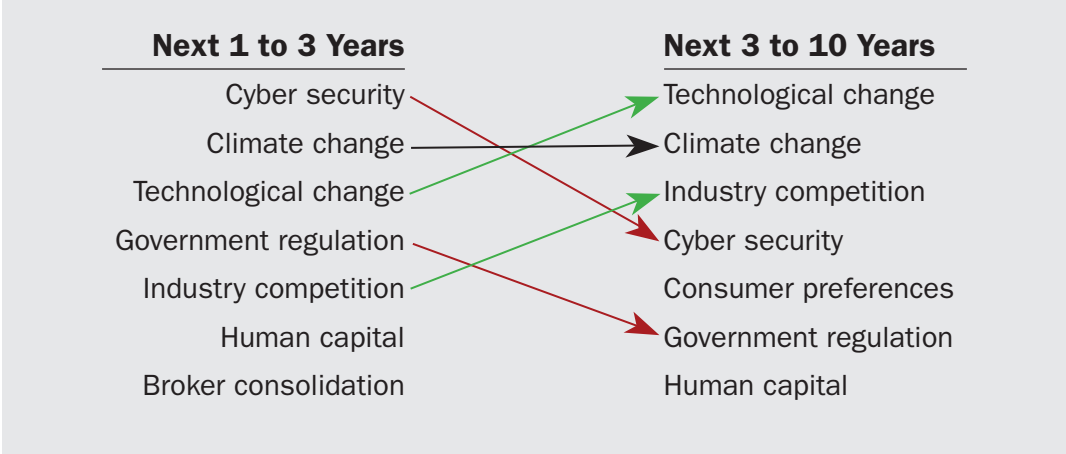 Next 1 to 3 Years
Cyber security
Climate change
Technological change
Government regulation
Industry competition
Human capital
Broker consolidation
Next 3 to 10 Years
Technological change
Climate change
Industry competition
Cyber security
Consumer preferences
Government regulation
Human capital